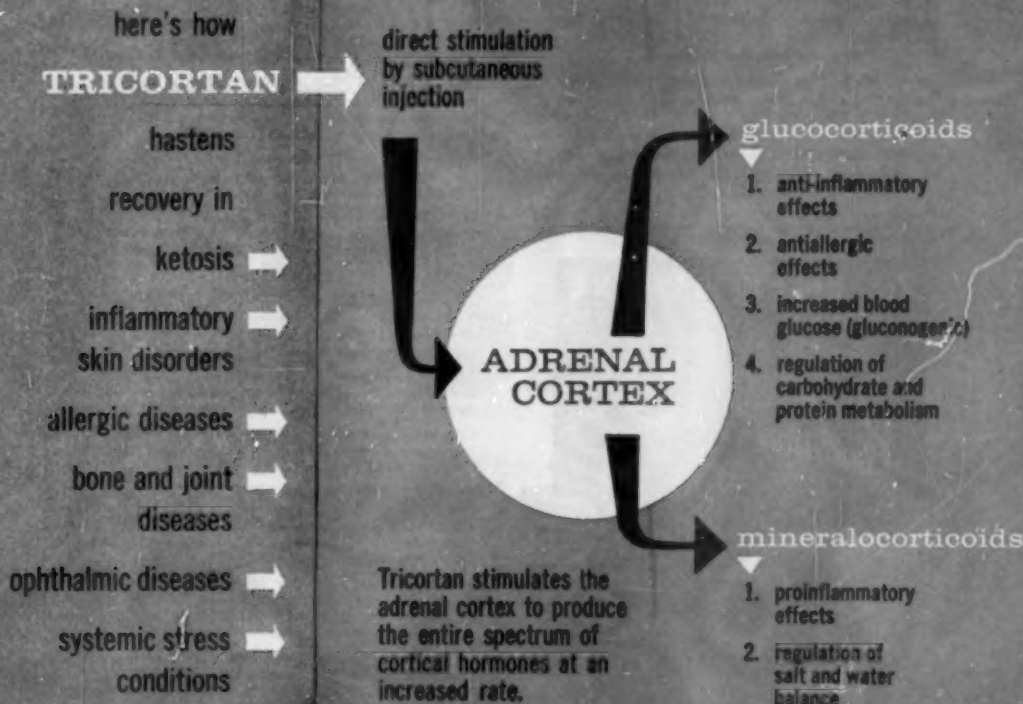 here's how
TRICORTAN
hastens
recovery in
ketosis
inflammatory
skin disorders
allergic diseases
bone and joint
diseases
ophthalmic diseases
systemic stress
conditions
direct stimulation
by subcutaneous
injection
ADRENAL
CORTEX
Tricortan stimulates the
adrenal cortex to produce
the entire spectrum of
cortical hormones at an
increased rate.
glucocorticoids
1. anti-inflammatory
effects
2. antiallergic
effects
3. increased blood
glucose (gluconogenic)
4. regulation of
carbohydrate and
protein metabolism
mineralocorticoids
1. proinflammatory
effects
2. regulation of
salt and water
balance